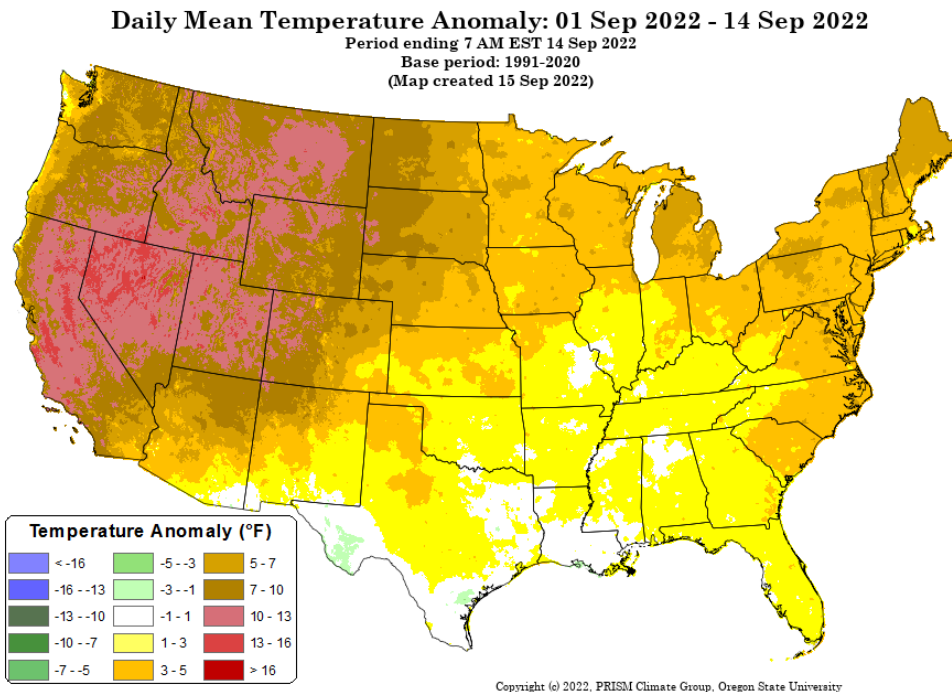 Daily Mean Temperature Anomaly: 01 Sep 2022 - 14 Sep 2022
Period ending 7 AM EST 14 Sep 2022
Base period: 1991-2020
(Map created 15 Sep 2022)
Temperature Anomaly (°F)
< -16
-16 - -13
-13 - -10
-10 - -7
-7 - -5
-5 - -3
-3 - -1
-1 - 1
1 - 3
3 - 5
5 - 7
7 - 10
10 - 13
13 - 16
> 16
Copyright (c) 2022, PRISM Climate Group, Oregon State University